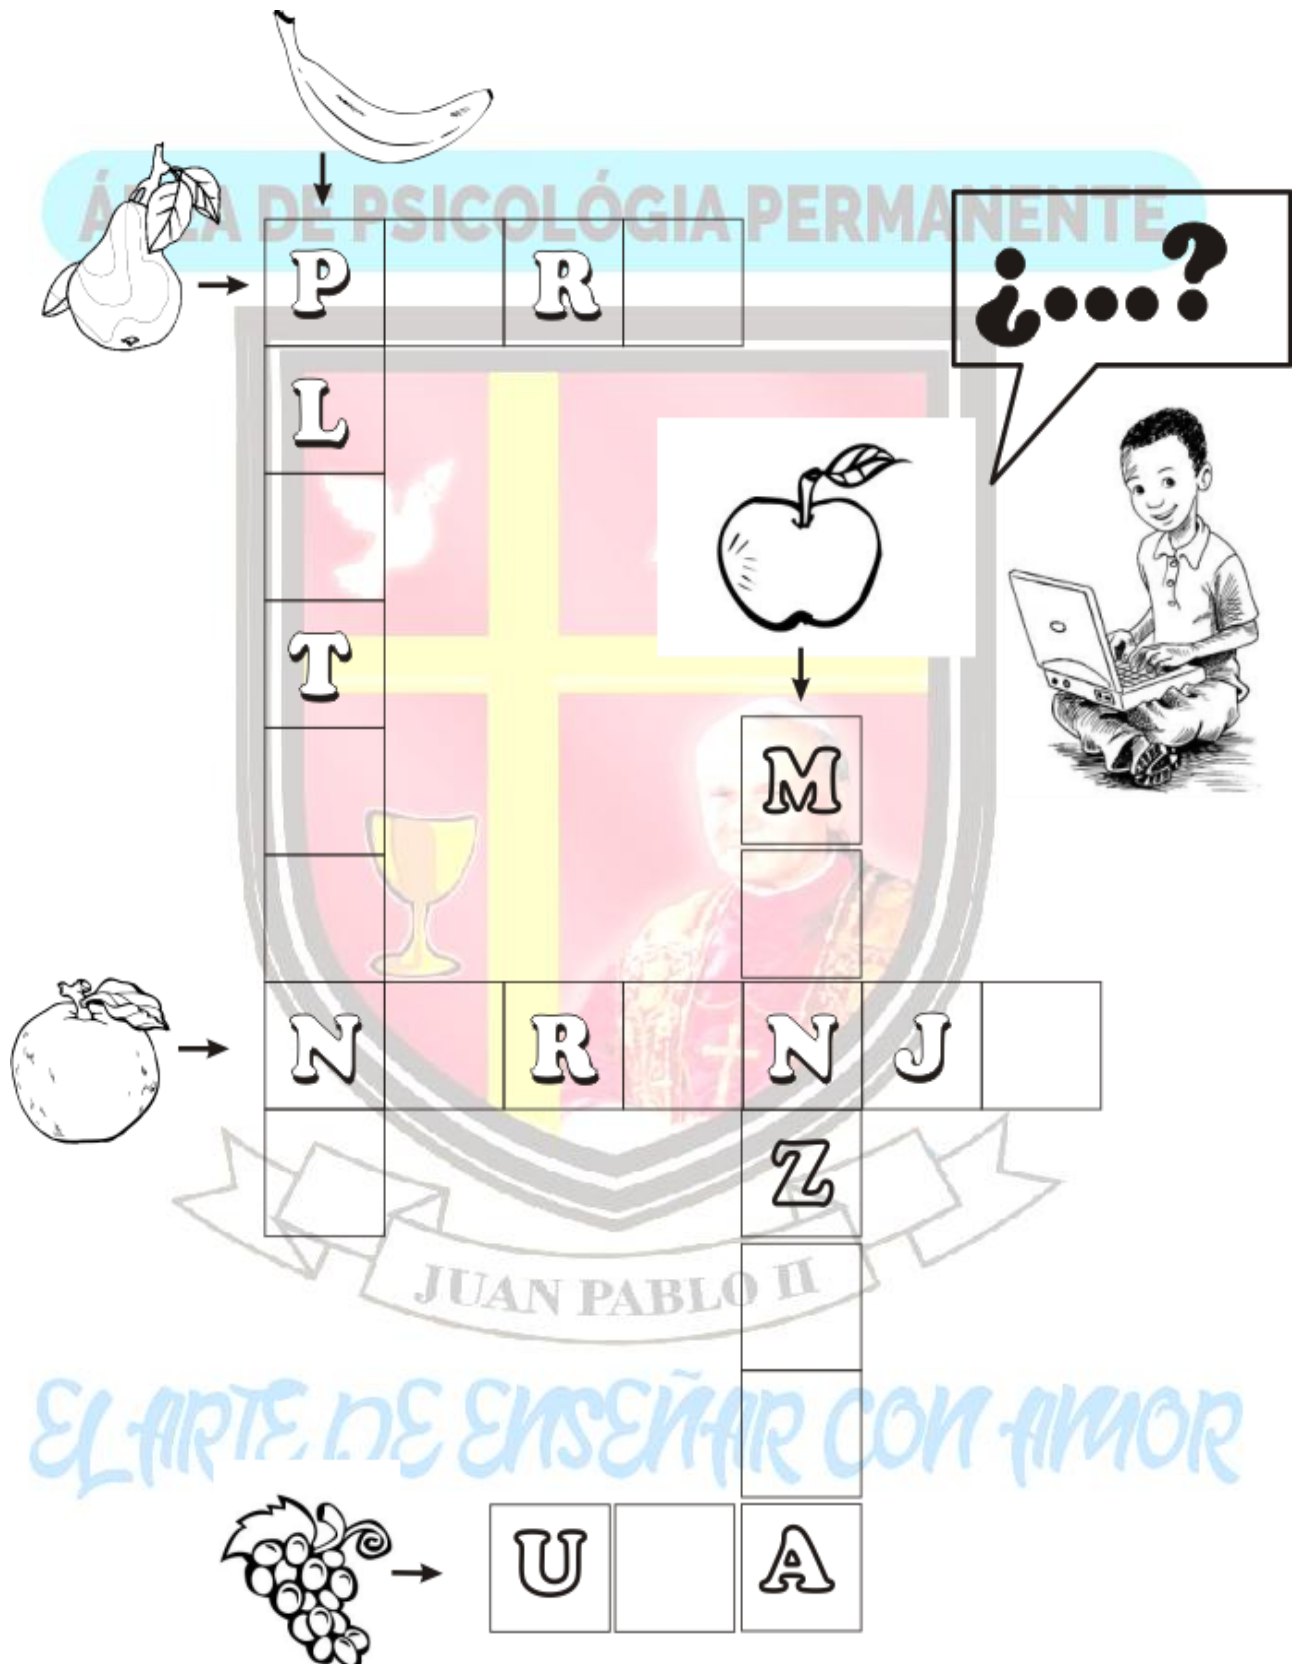 ÁREA DE PSICOLÓGIA PERMANENTE
P R
¿...?
L
T
M
N R N J
Z
JUAN PABLO II
EL ARTE DE ENSEÑAR CON AMOR
U A